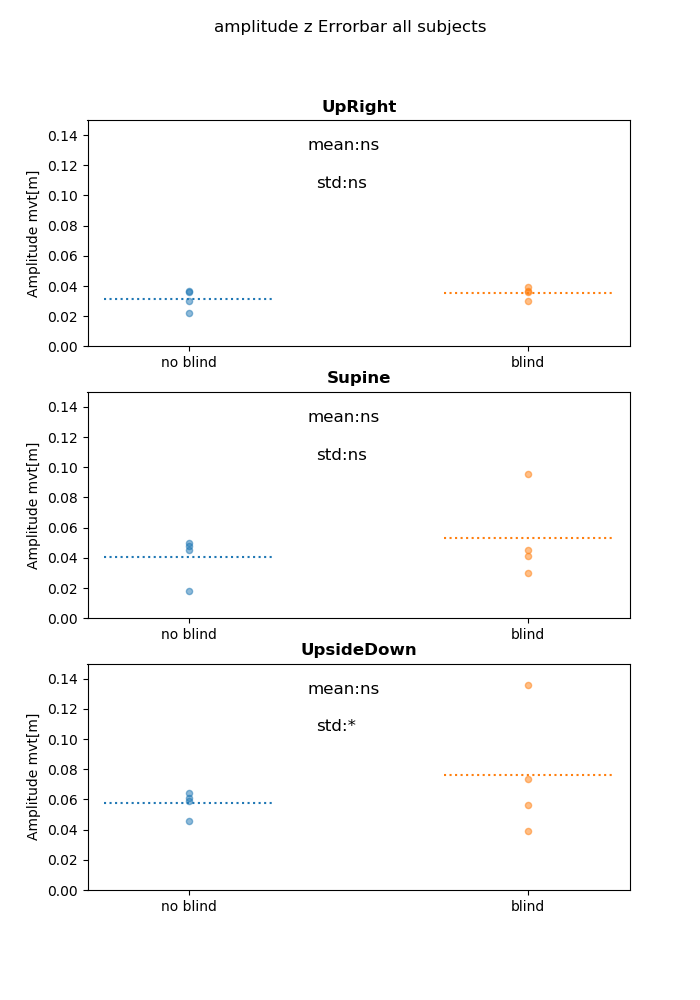 amplitude z Errorbar all subjects
UpRight
mean:ns
std:ns
Amplitude mvt[m]
0.14
0.12
0.10
0.08
0.06
0.04
0.02
0.00
no blind
blind
Supine
mean:ns
std:ns
Amplitude mvt[m]
0.14
0.12
0.10
0.08
0.06
0.04
0.02
0.00
no blind
blind
UpsideDown
mean:ns
std:*
Amplitude mvt[m]
0.14
0.12
0.10
0.08
0.06
0.04
0.02
0.00
no blind
blind